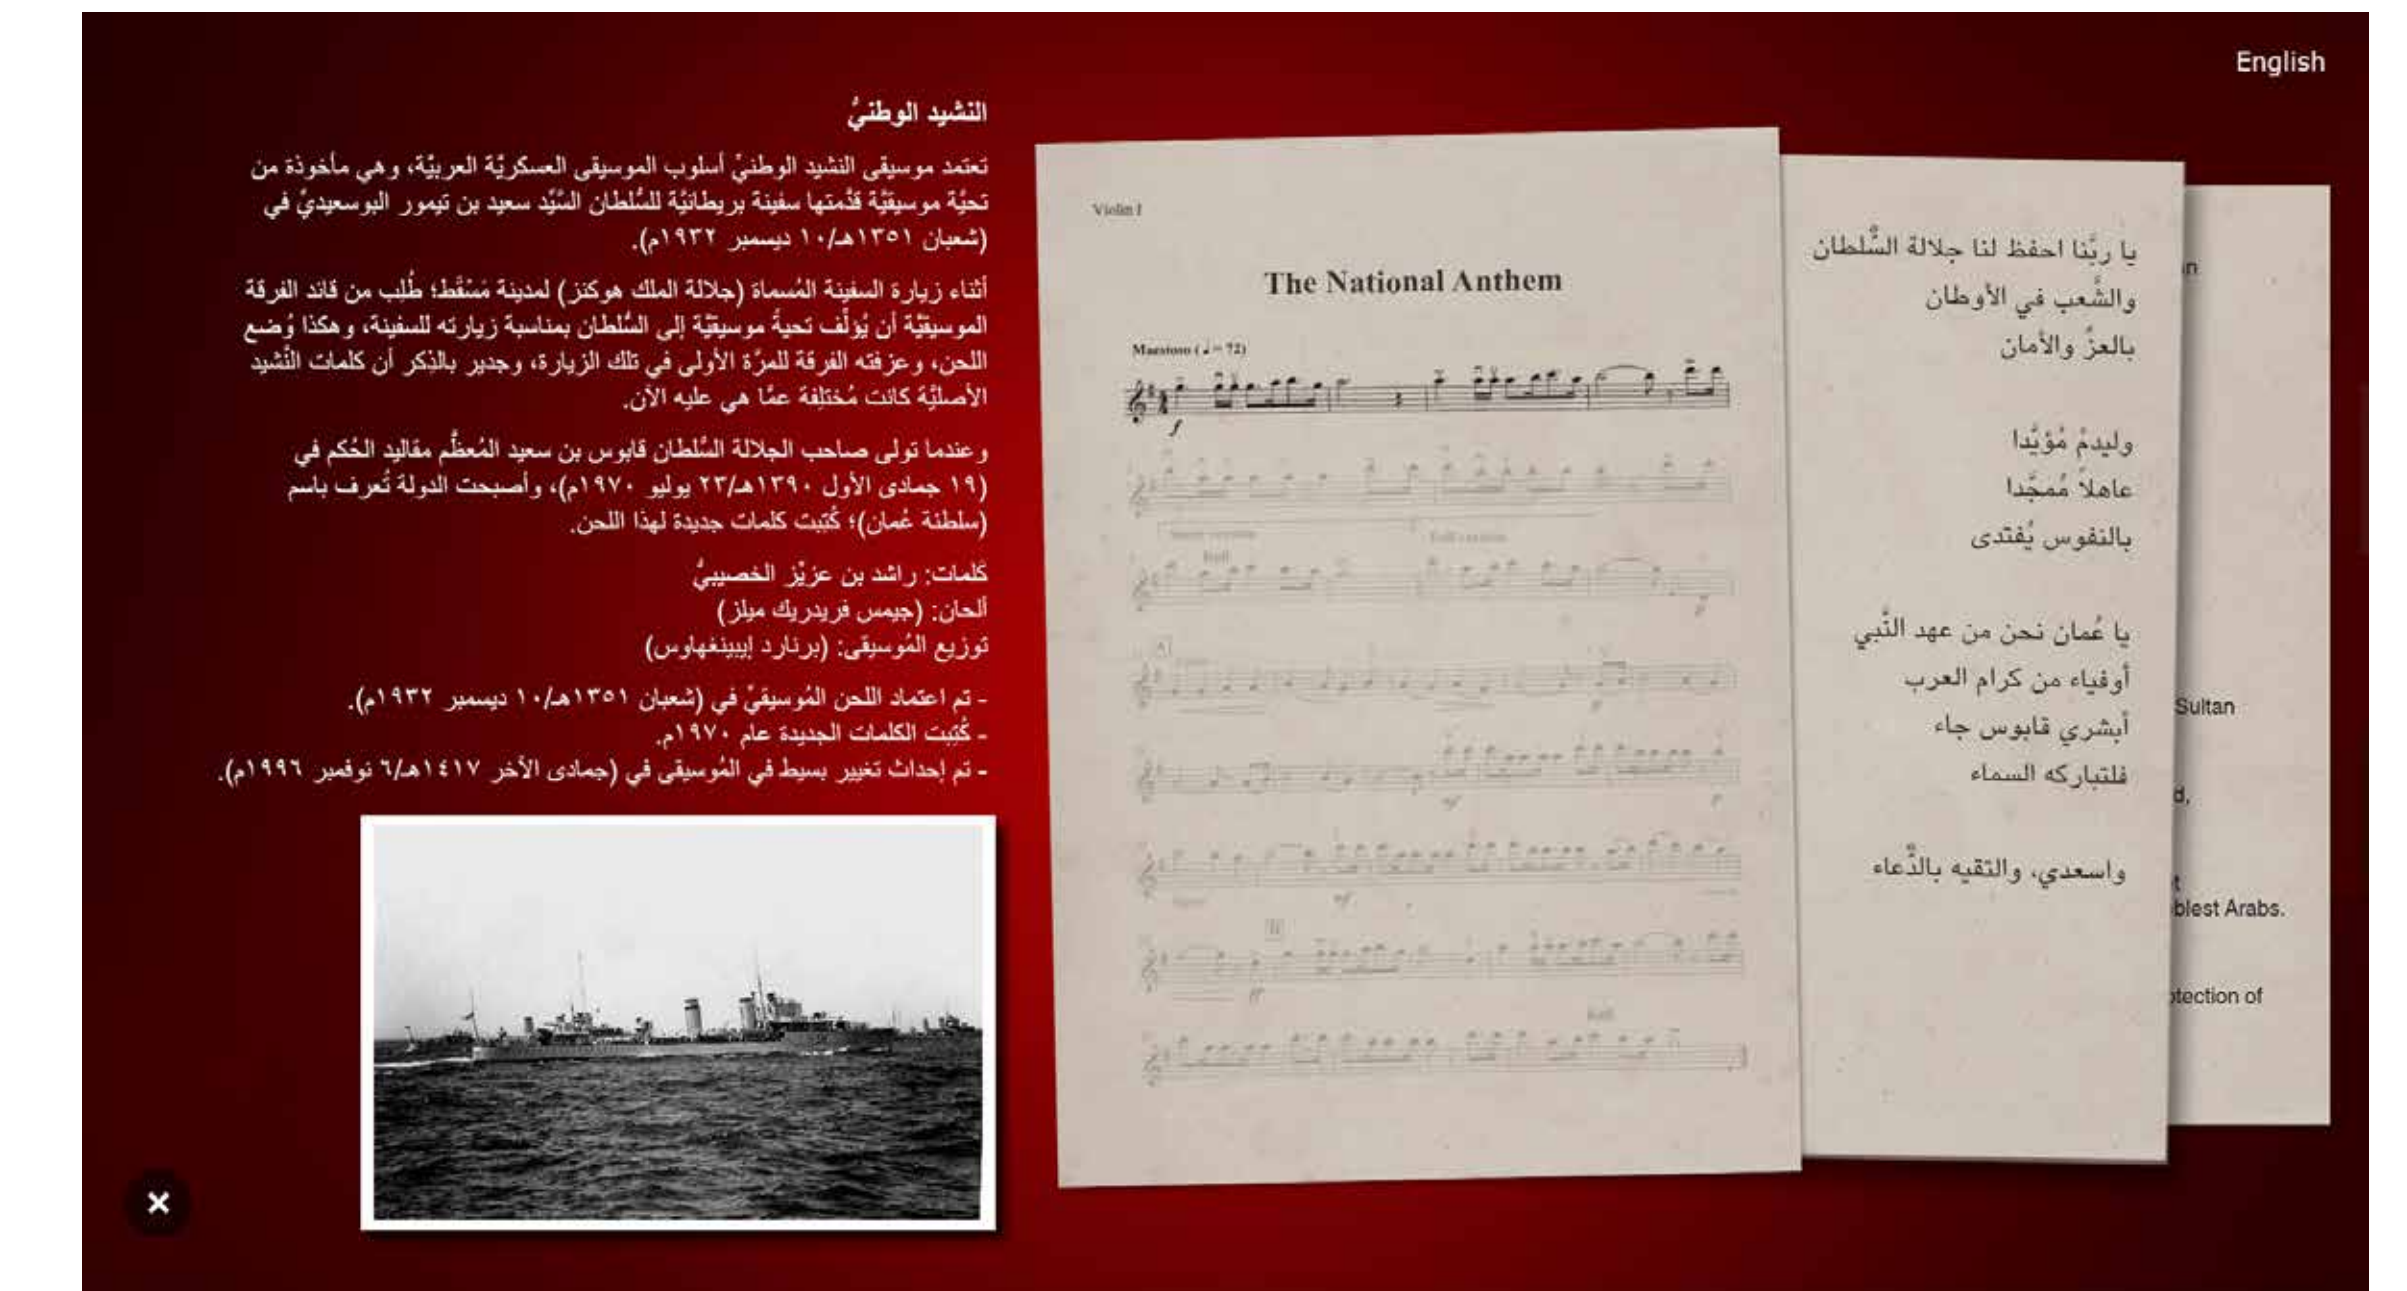 English
النشيد الوطنيُّ
تعتمد موسيقى النشيد الوطنيِّ أسلوب الموسيقى العسكريَّة العربيَّة، وهي مأخوذة من
تحيَّة موسيقيَّة قدَّمتها سفينة بريطانيَّة للسُّلطان السَّيِّد سعيد بن تيمور البوسعيديِّ في
(شعبان ١٣٥١هـ/١٠ ديسمبر ١٩٣٢م).
أثناء زيارة السفينة المُسماة (جلالة الملك هوكنز) لمدينة مَسْقَط؛ طُلِب من قائد الفرقة
الموسيقيَّة أن يُؤلِّف تحيةً موسيقيَّة إلى السُّلطان بمناسبة زيارته للسفينة، وهكذا وُضع
اللحن، وعزفته الفرقة للمرَّة الأولى في تلك الزيارة، وجدير بالذِكر أن كلمات النَّشيد
الأصليَّة كانت مُختلِفة عمَّا هي عليه الآن.
وعندما تولى صاحب الجلالة السُّلطان قابوس بن سعيد المُعظَّم مقاليد الحُكم في
(١٩ جمادى الأول ١٣٩٠هـ/٢٣ يوليو ١٩٧٠م)، وأصبحت الدولة تُعرف باسم
(سلطنة عُمان)؛ كُتِبت كلمات جديدة لهذا اللحن.
كلمات: راشد بن عزيِّز الخصيبيُّ
ألحان: (جيمس فريدريك ميلز)
توزيع المُوسيقى: (برنارد إيبينغهاوس)
- تم اعتماد اللحن المُوسيقيِّ في (شعبان ١٣٥١هـ/١٠ ديسمبر ١٩٣٢م).
- كُتِبت الكلمات الجديدة عام ١٩٧٠م.
- تم إحداث تغيير بسيط في المُوسيقى في (جمادى الآخر ١٤١٧هـ/٦ نوفمبر ١٩٩٦م).
Violin I
The National Anthem
Maestoso (♩ = 72)
f
يا ربَّنا احفظ لنا جلالة السُّلطان
والشَّعب في الأوطان
بالعزِّ والأمان
وليدمْ مُؤيَّدا
عاهلاً مُمجَّدا
بالنفوس يُفتدى
يا عُمان نحن من عهد النَّبي
أوفياء من كرام العرب
أبشري قابوس جاء
فلتباركه السماء
واسعدي، والتقيه بالدُّعاء
Sultan
d,
blest Arabs.
otection of